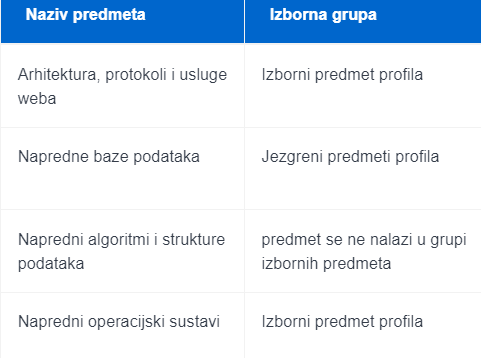 Naziv predmeta Izborna grupa
Arhitektura, protokoli i usluge Izborni predmet profila
weba
Napredne baze podataka Jezgreni predmeti profila
Napredni algoritmi i strukture predmet se ne nalazi u grupi
podataka izbornih predmeta
Napredni operacijski sustavi Izborni predmet profila